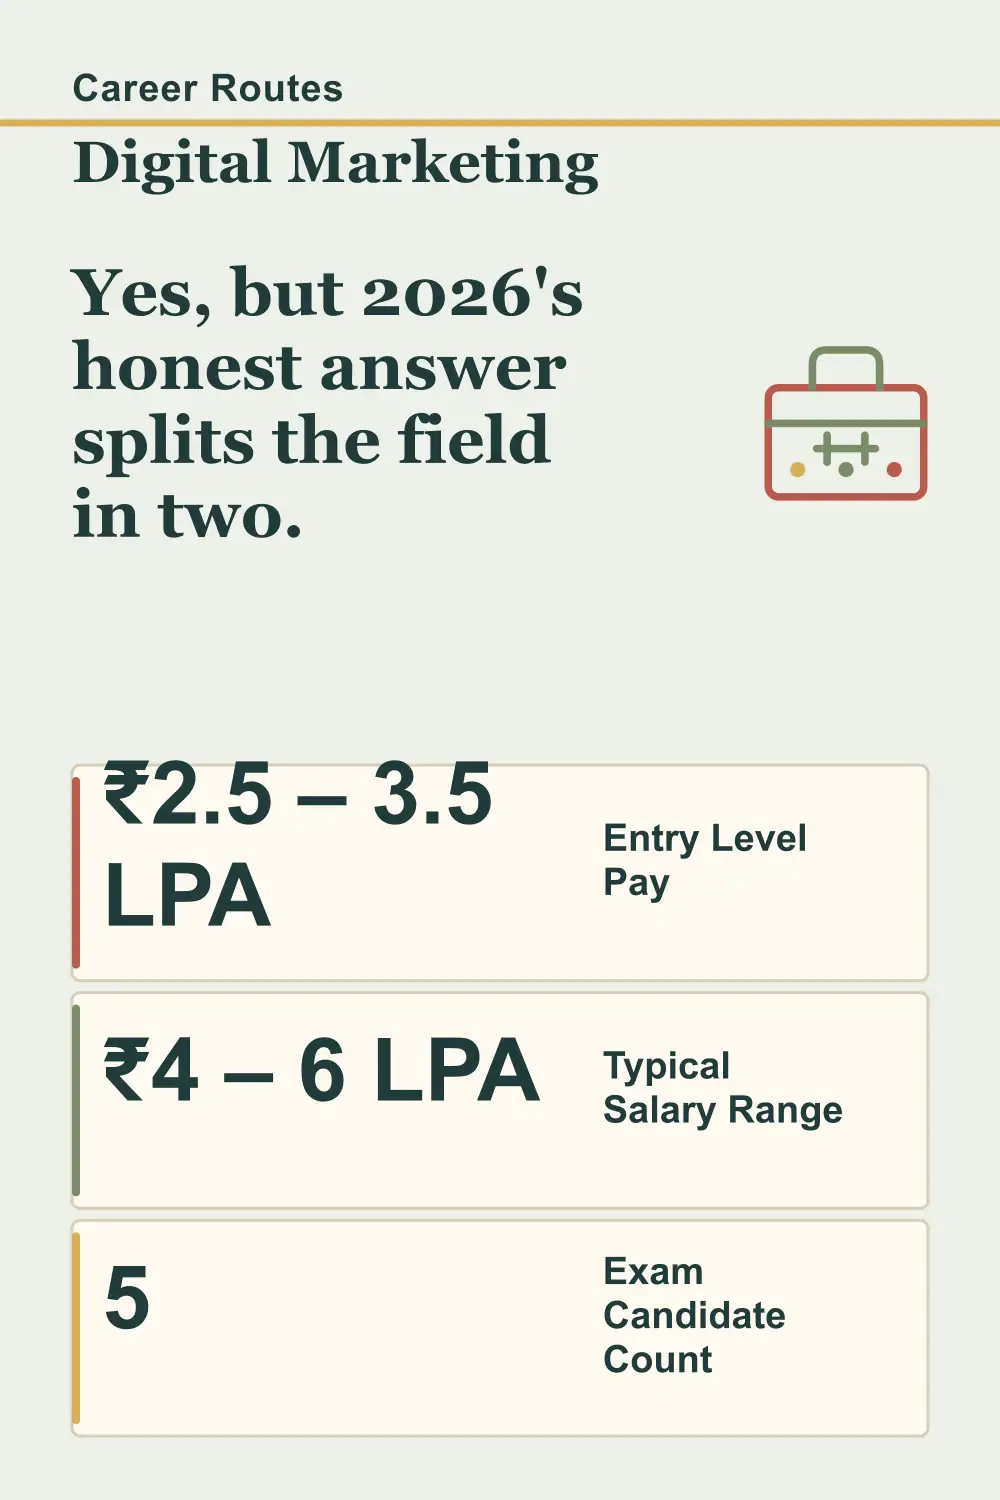 Career Routes
Digital Marketing
Yes, but 2026's
honest answer
splits the field
in two.
₹2.5 – 3.5
LPA
Entry Level
Pay
₹4 – 6 LPA
Typical
Salary Range
5
Exam
Candidate
Count